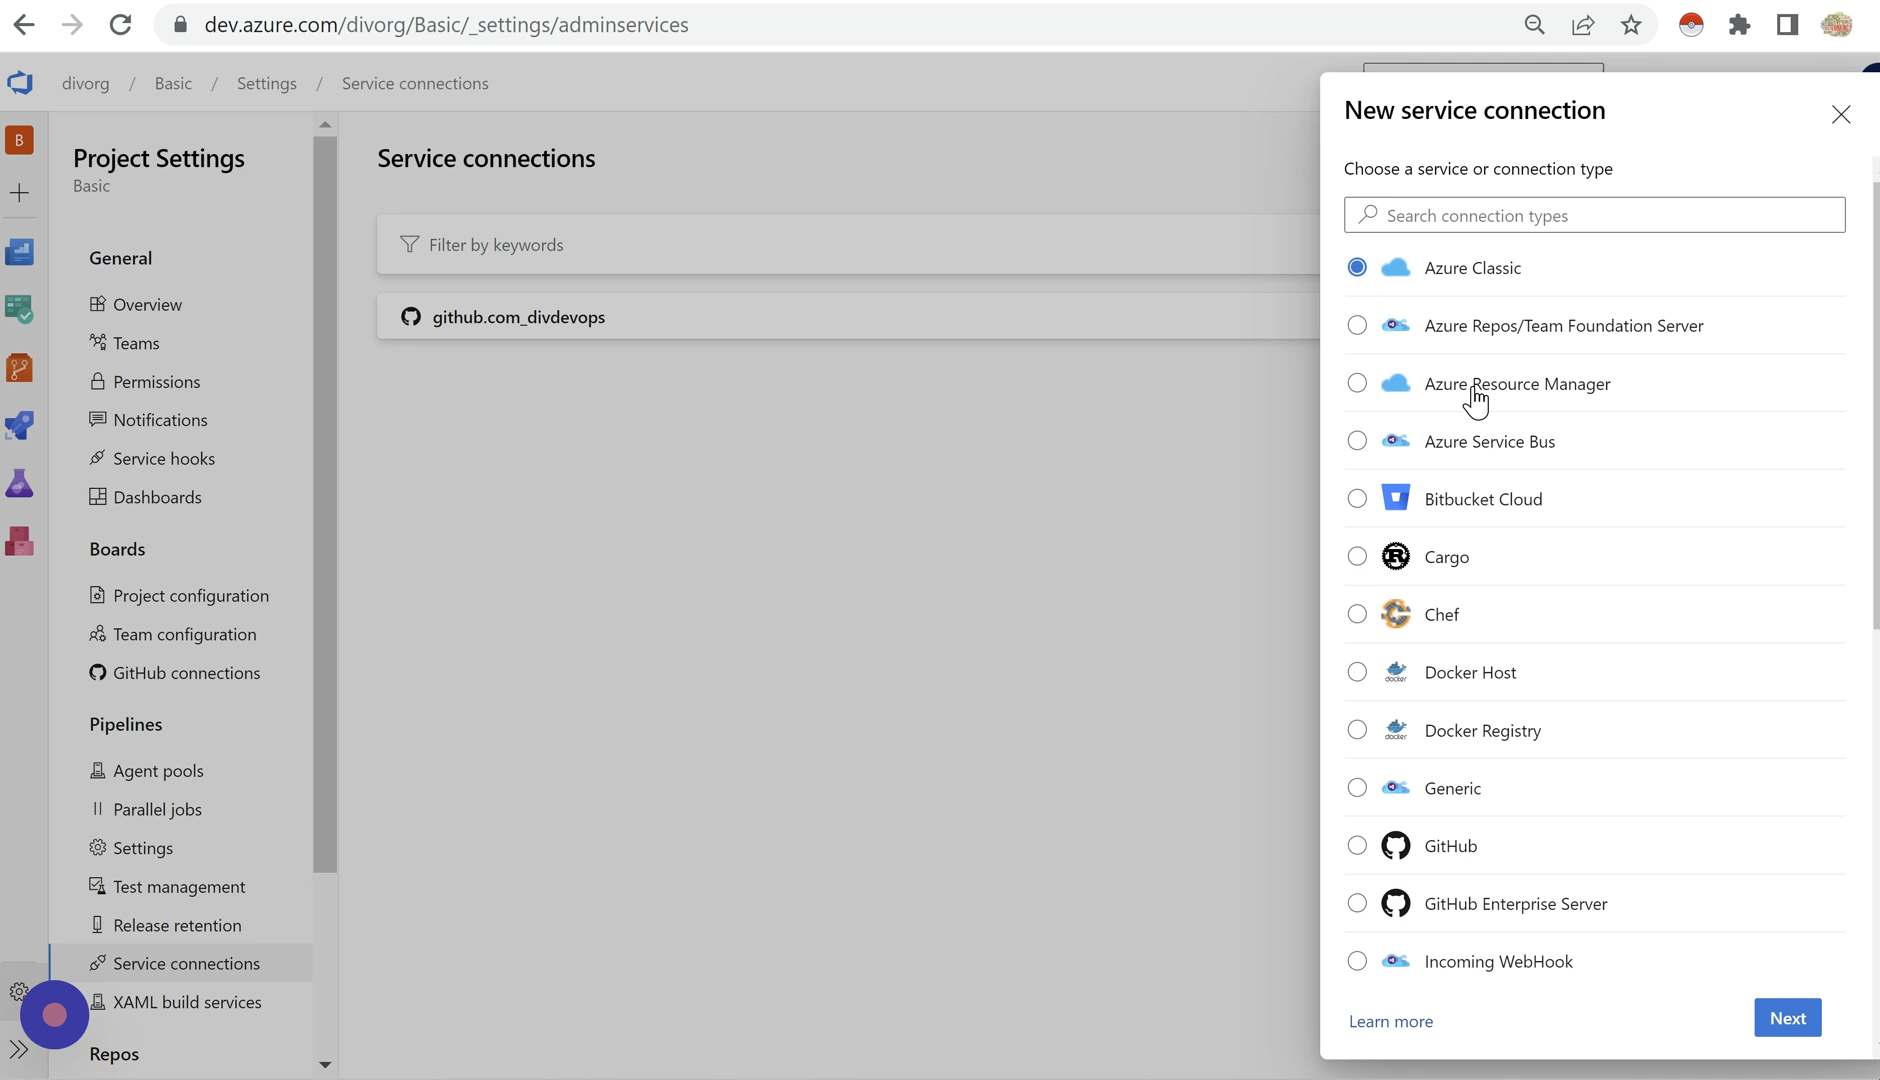 dev.azure.com/divorg/Basic/_settings/adminservices
divorg / Basic / Settings / Service connections
B
Project Settings
Basic
General
Overview
Teams
Permissions
Notifications
Service hooks
Dashboards
Boards
Project configuration
Team configuration
GitHub connections
Pipelines
Agent pools
Parallel jobs
Settings
Test management
Release retention
Service connections
XAML build services
Repos
Service connections
Filter by keywords
github.com_divdevops
New service connection
Choose a service or connection type
Search connection types
Azure Classic
Azure Repos/Team Foundation Server
Azure Resource Manager
Azure Service Bus
Bitbucket Cloud
Cargo
Chef
docker Docker Host
docker Docker Registry
Generic
GitHub
GitHub Enterprise Server
Incoming WebHook
Learn more
Next